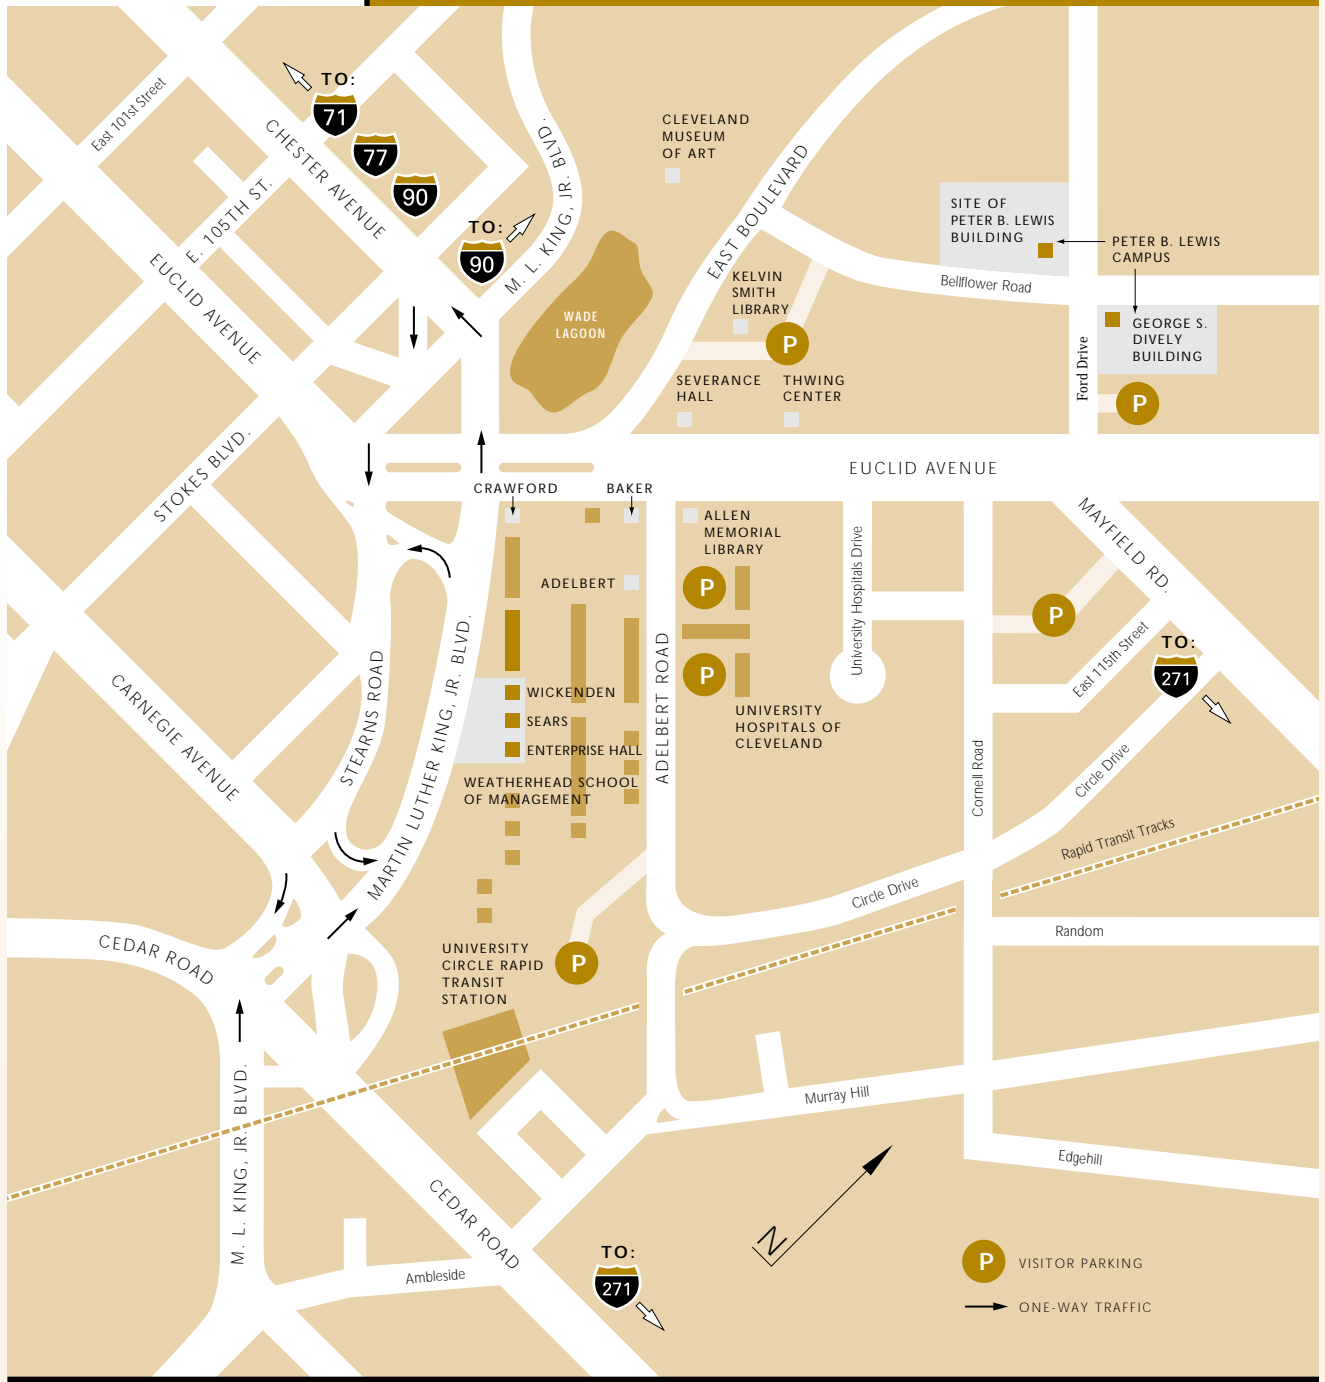 East 101st Street
TO:
71
77
90
CHESTER AVENUE
E. 105TH ST.
EUCLID AVENUE
TO:
90
M. L. KING, JR. BLVD.
CLEVELAND
MUSEUM
OF ART
EAST BOULEVARD
WADE
LAGOON
KELVIN
SMITH
LIBRARY
P
SEVERANCE
HALL
THWING
CENTER
SITE OF
PETER B. LEWIS
BUILDING
PETER B. LEWIS
CAMPUS
Bellflower Road
GEORGE S.
DIVELY
BUILDING
Ford Drive
P
STOKES BLVD.
EUCLID AVENUE
CRAWFORD
BAKER
ALLEN
MEMORIAL
LIBRARY
P
ADELBERT
P
WICKENDEN
SEARS
ENTERPRISE HALL
WEATHERHEAD SCHOOL
OF MANAGEMENT
UNIVERSITY
HOSPITALS OF
CLEVELAND
ADELBERT ROAD
University Hospitals Drive
MAYFIELD RD.
P
East 115th Street
TO:
271
Cornell Road
Circle Drive
Rapid Transit Tracks
Circle Drive
Random
STEARNS ROAD
MARTIN LUTHER KING, JR. BLVD.
CARNEGIE AVENUE
CEDAR ROAD
UNIVERSITY
CIRCLE RAPID
TRANSIT
STATION
P
Murray Hill
Edgehill
M. L. KING, JR. BLVD.
CEDAR ROAD
Ambleside
TO:
271
N
P
VISITOR PARKING
ONE-WAY TRAFFIC